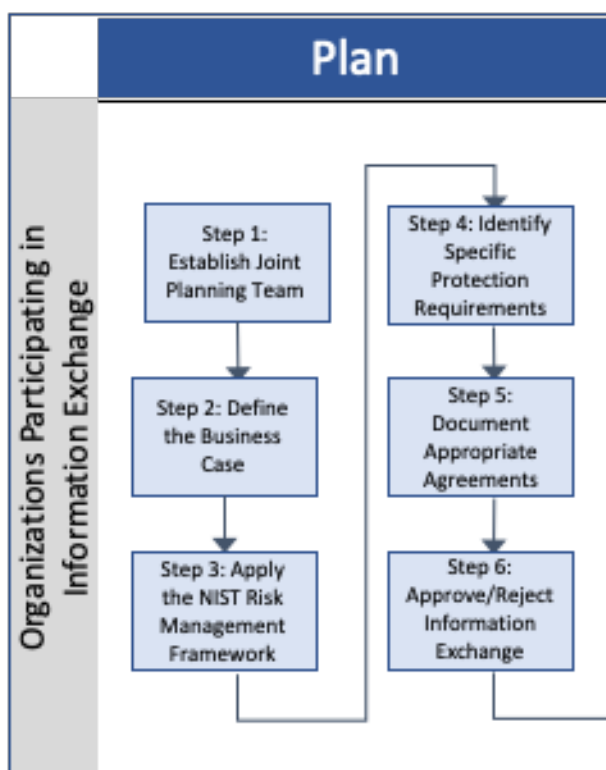 Plan
Organizations Participating in
Information Exchange
Step 1:
Establish Joint
Planning Team
Step 2: Define
the Business
Case
Step 3: Apply
the NIST Risk
Management
Framework
Step 4: Identify
Specific
Protection
Requirements
Step 5:
Document
Appropriate
Agreements
Step 6:
Approve/Reject
Information
Exchange